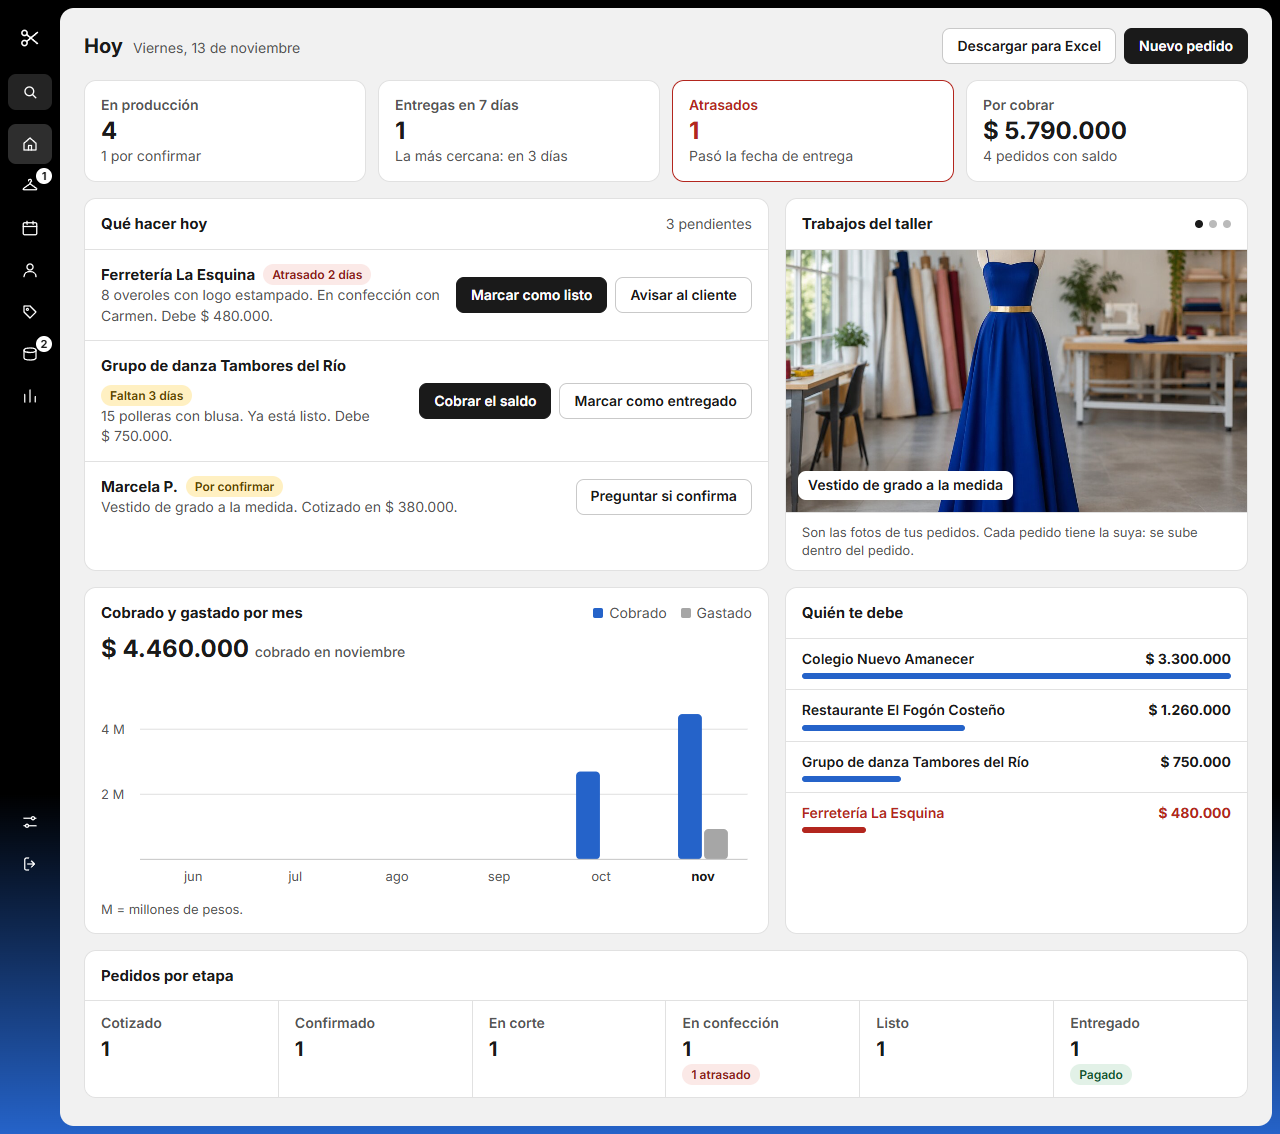 Hoy Viernes, 13 de noviembre
Descargar para Excel
Nuevo pedido
En producción
4
1 por confirmar
Entregas en 7 días
1
La más cercana: en 3 días
Atrasados
1
Pasó la fecha de entrega
Por cobrar
$ 5.790.000
4 pedidos con saldo
1
2
Qué hacer hoy
3 pendientes
Ferretería La Esquina Atrasado 2 días
8 overoles con logo estampado. En confección con
Carmen. Debe $ 480.000.
Marcar como listo
Avisar al cliente
Grupo de danza Tambores del Río
Faltan 3 días
15 polleras con blusa. Ya está listo. Debe
$ 750.000.
Cobrar el saldo
Marcar como entregado
Marcela P. Por confirmar
Vestido de grado a la medida. Cotizado en $ 380.000.
Preguntar si confirma
Trabajos del taller
Vestido de grado a la medida
Son las fotos de tus pedidos. Cada pedido tiene la suya: se sube
dentro del pedido.
Cobrado y gastado por mes
Cobrado
Gastado
$ 4.460.000 cobrado en noviembre
4 M
2 M
jun jul ago sep oct nov
M = millones de pesos.
Quién te debe
Colegio Nuevo Amanecer $ 3.300.000
Restaurante El Fogón Costeño $ 1.260.000
Grupo de danza Tambores del Río $ 750.000
Ferretería La Esquina $ 480.000
Pedidos por etapa
Cotizado
1
Confirmado
1
En corte
1
En confección
1
1 atrasado
Listo
1
Entregado
1
Pagado